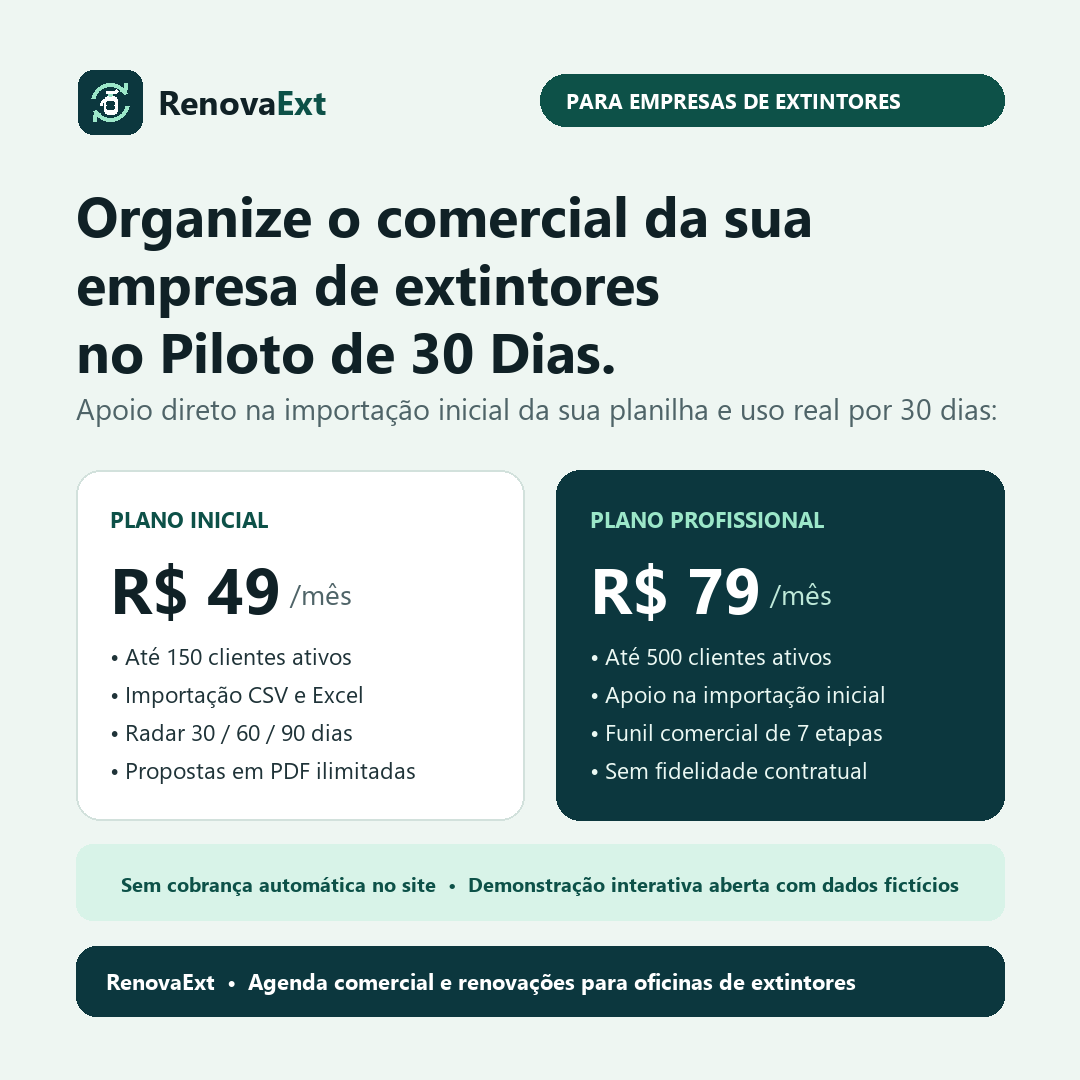 RenovaExt
PARA EMPRESAS DE EXTINTORES
Organize o comercial da sua
empresa de extintores
no Piloto de 30 Dias.
Apoio direto na importação inicial da sua planilha e uso real por 30 dias:
PLANO INICIAL
R$ 49 /mês
• Até 150 clientes ativos
• Importação CSV e Excel
• Radar 30 / 60 / 90 dias
• Propostas em PDF ilimitadas
PLANO PROFISSIONAL
R$ 79 /mês
• Até 500 clientes ativos
• Apoio na importação inicial
• Funil comercial de 7 etapas
• Sem fidelidade contratual
Sem cobrança automática no site • Demonstração interativa aberta com dados fictícios
RenovaExt • Agenda comercial e renovações para oficinas de extintores